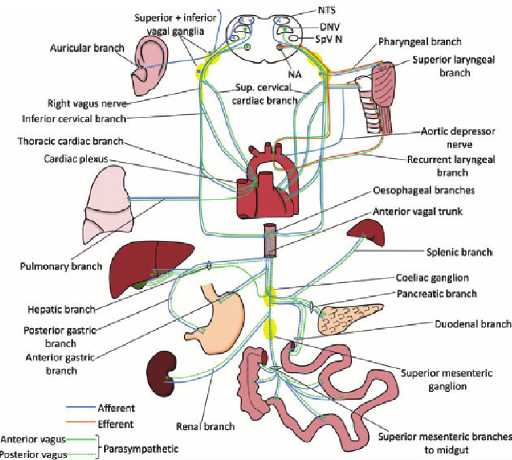 NTS
DNV
SpV N
NA
Superior + inferior
vagal ganglia
Auricular branch
Pharyngeal branch
Superior laryngeal
branch
Sup. cervical
cardiac branch
Right vagus nerve
Inferior cervical branch
Thoracic cardiac branch
Cardiac plexus
Aortic depressor
nerve
Recurrent laryngeal
branch
Oesophageal branches
Anterior vagal trunk
Pulmonary branch
Splenic branch
Coeliac ganglion
Pancreatic branch
Hepatic branch
Posterior gastric
branch
Anterior gastric
branch
Duodenal branch
Superior mesenteric
ganglion
Renal branch
Superior mesenteric branches
to midgut
Afferent
Efferent
Anterior vagus
Posterior vagus
Parasympathetic